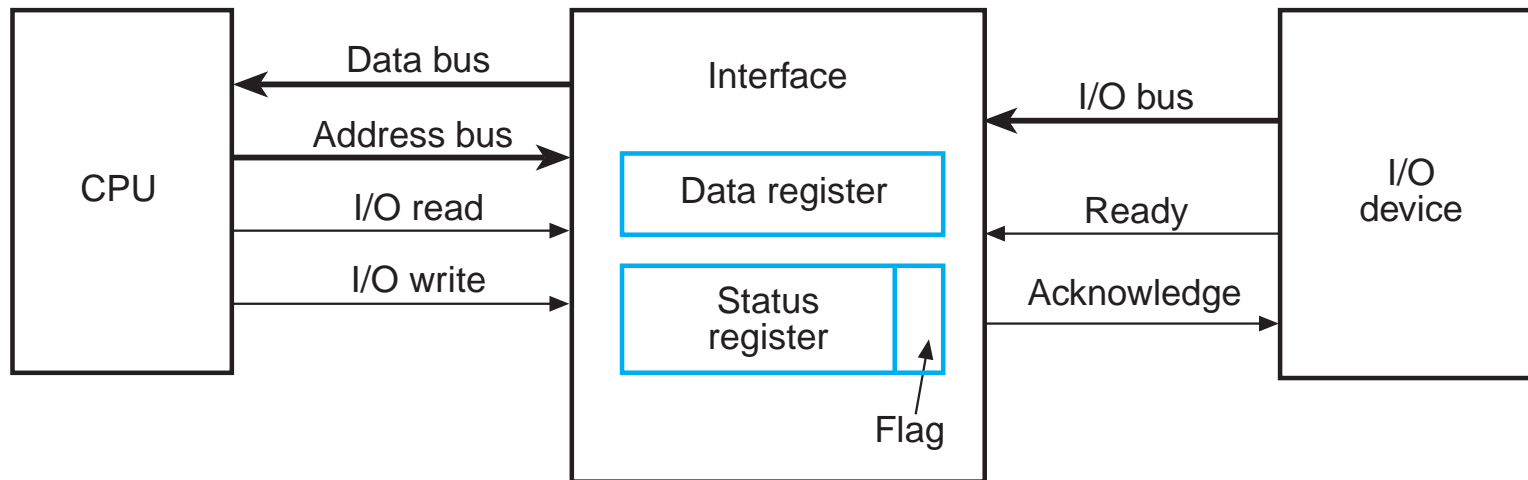 CPU
Data bus
Address bus
I/O read
I/O write
Interface
Data register
Status
register
Flag
I/O bus
Ready
Acknowledge
I/O
device